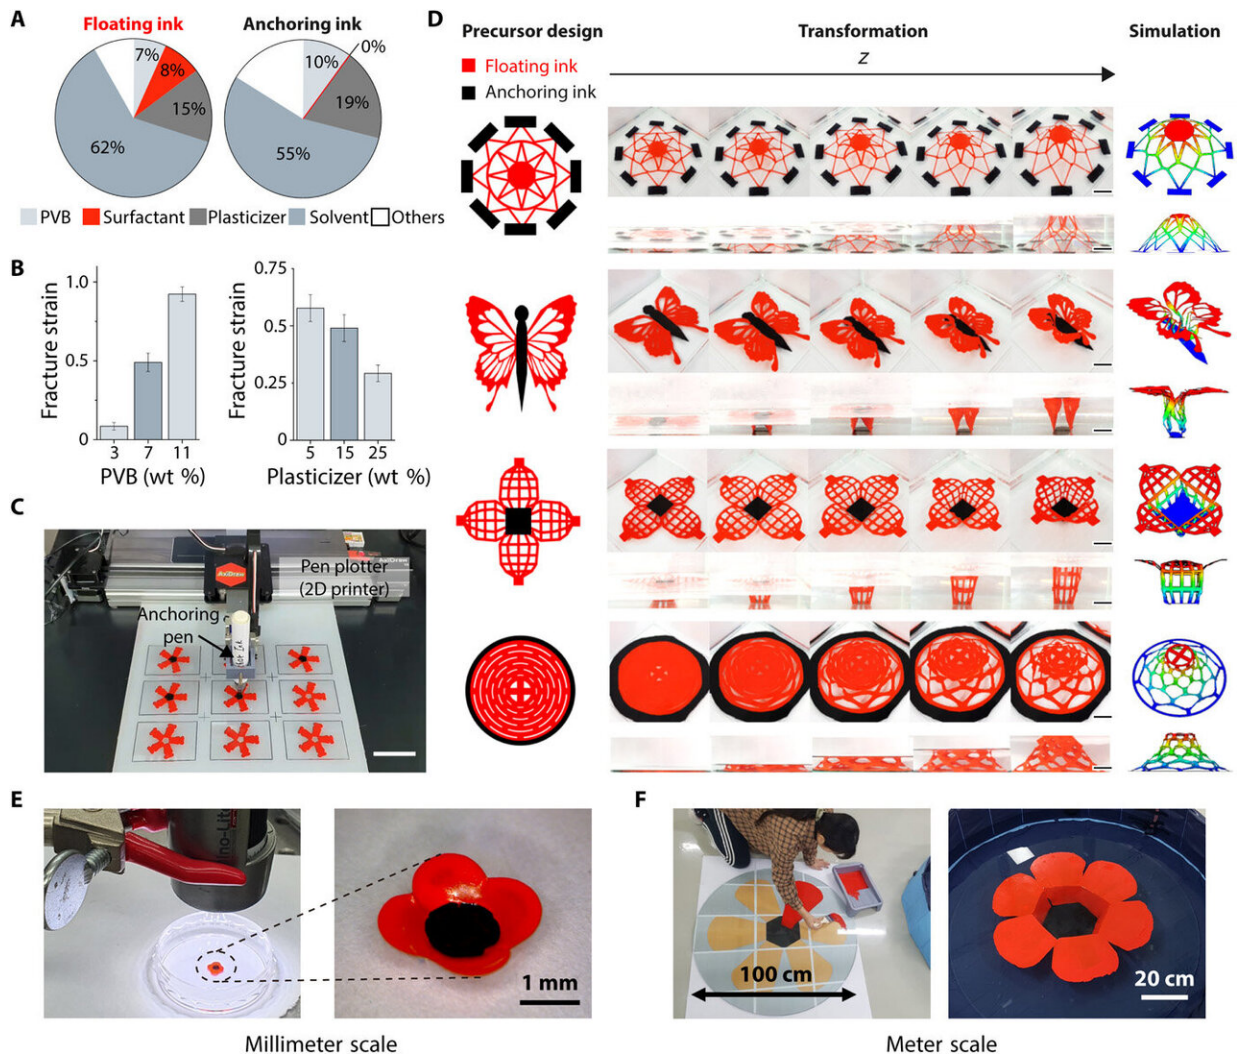 A
Floating ink
Anchoring ink
7%
8%
15%
62%
10%
0%
19%
55%
PVB
Surfactant
Plasticizer
Solvent
Others
B
Fracture strain
1.0
0.5
0
3
7
11
PVB (wt %)
Fracture strain
0.75
0.5
0.25
0
5
15
25
Plasticizer (wt %)
C
AxiDraw
Pen plotter
(2D printer)
Anchoring
pen
D
Precursor design
Transformation
Simulation
Floating ink
Anchoring ink
z
E
1 mm
Millimeter scale
F
100 cm
20 cm
Meter scale